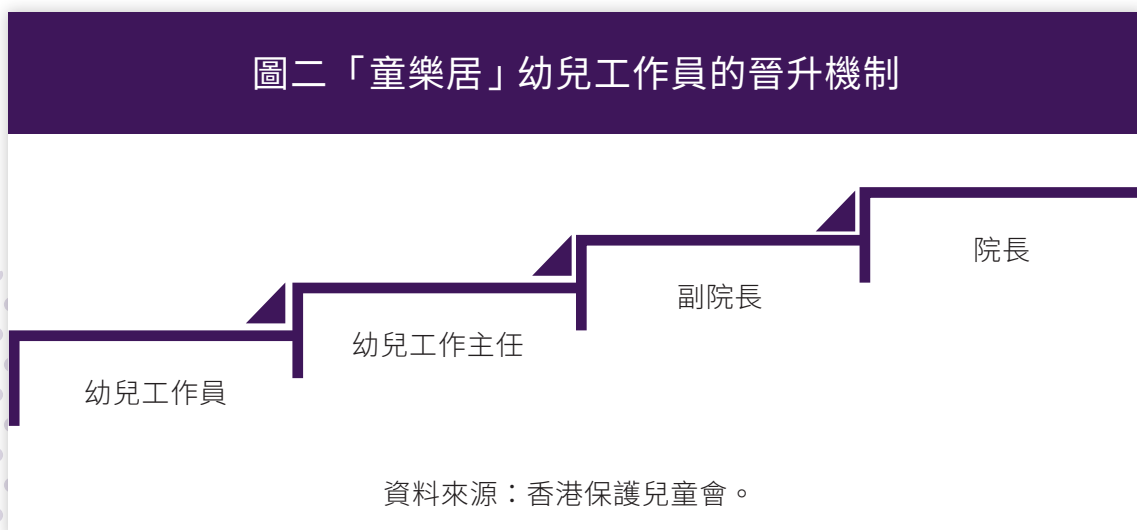 圖二「童樂居」幼兒工作員的晉升機制
院長
副院長
幼兒工作主任
幼兒工作員
資料來源：香港保護兒童會。